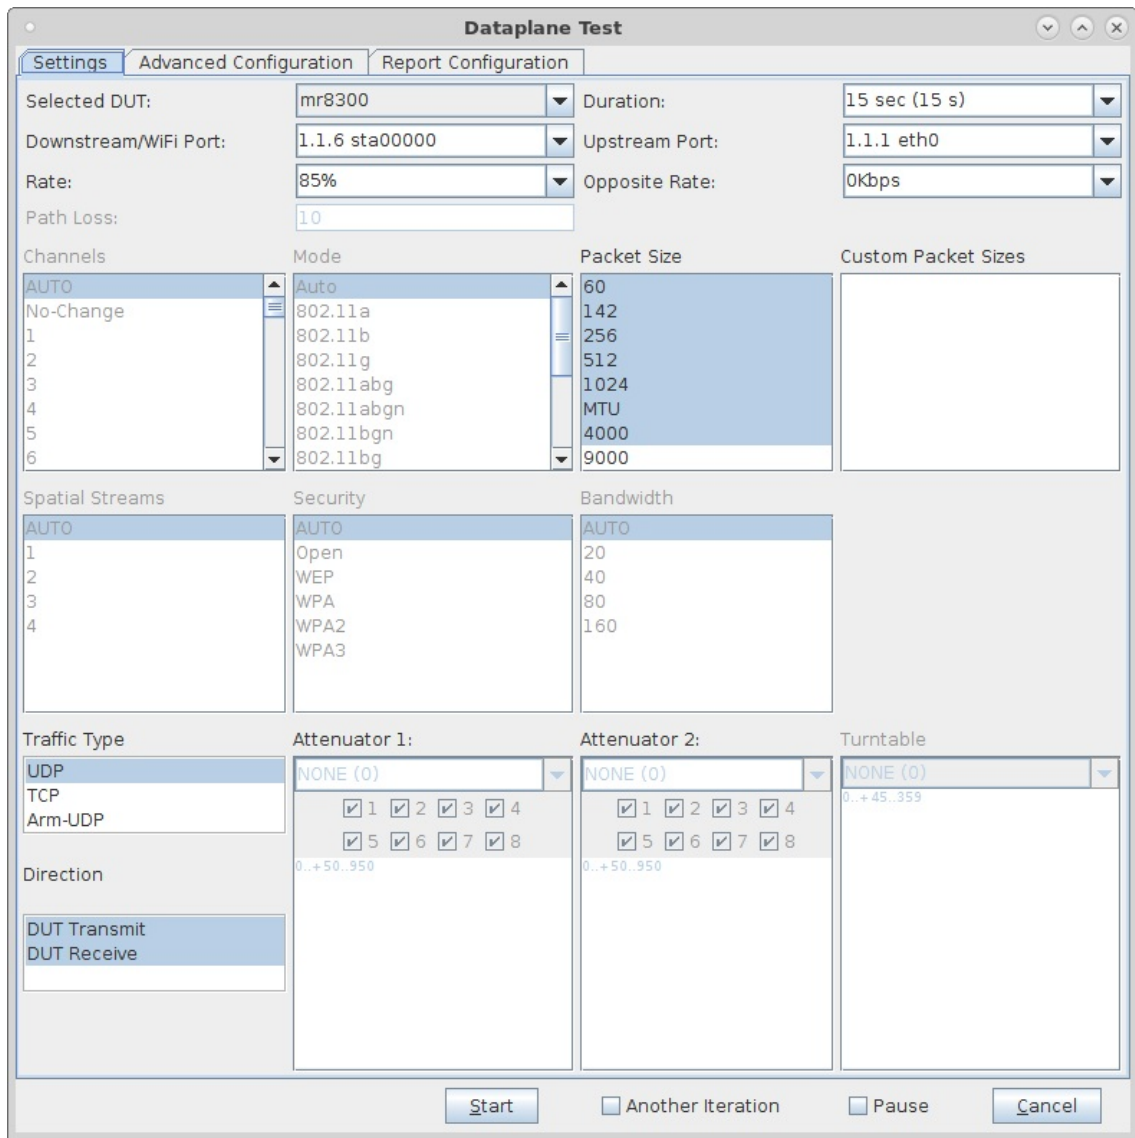 Dataplane Test
Settings Advanced Configuration Report Configuration
Selected DUT: mr8300 Duration: 15 sec (15 s)
Downstream/WiFi Port: 1.1.6 sta00000 Upstream Port: 1.1.1 eth0
Rate: 85% Opposite Rate: 0Kbps
Path Loss: 10
Channels Mode Packet Size Custom Packet Sizes
AUTO Auto 60
No-Change 802.11a 142
1 802.11b 256
2 802.11g 512
3 802.11abg 1024
4 802.11abgn MTU
5 802.11bgn 4000
6 802.11bg 9000
Spatial Streams Security Bandwidth
AUTO AUTO AUTO
1 Open 20
2 WEP 40
3 WPA 80
4 WPA2 160
WPA3
Traffic Type Attenuator 1: Attenuator 2: Turntable
UDP NONE (0) NONE (0) NONE (0)
TCP 1 2 3 4 1 2 3 4 0..+45..359
Arm-UDP 5 6 7 8 5 6 7 8
Direction 0..+50..950 0..+50..950
DUT Transmit
DUT Receive
Start Another Iteration Pause Cancel